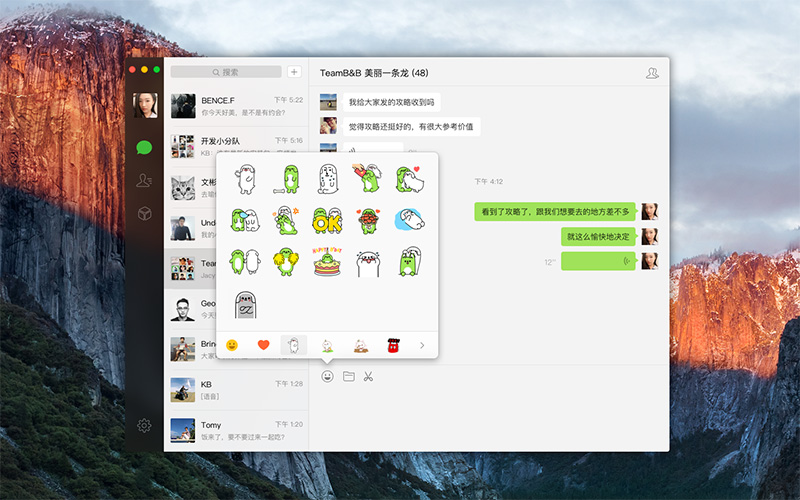 搜索
TeamB&B 美丽一条龙 (48)
BENCE.F
下午 5:22
你今天好美，是不是有约会?
开发小分队
下午 5:16
KB:
文彬
Unde
我的
Team
Jacy
Geo
今天
Bring
大家
KB
下午 1:28
[语音]
Tomy
下午 1:20
饭来了，要不要过来一起吃?
我给大家发的攻略收到吗
觉得攻略还挺好的，有很大参考价值
下午 4:12
看到了攻略了，跟我们想要去的地方差不多
就这么愉快地决定
12"
OK